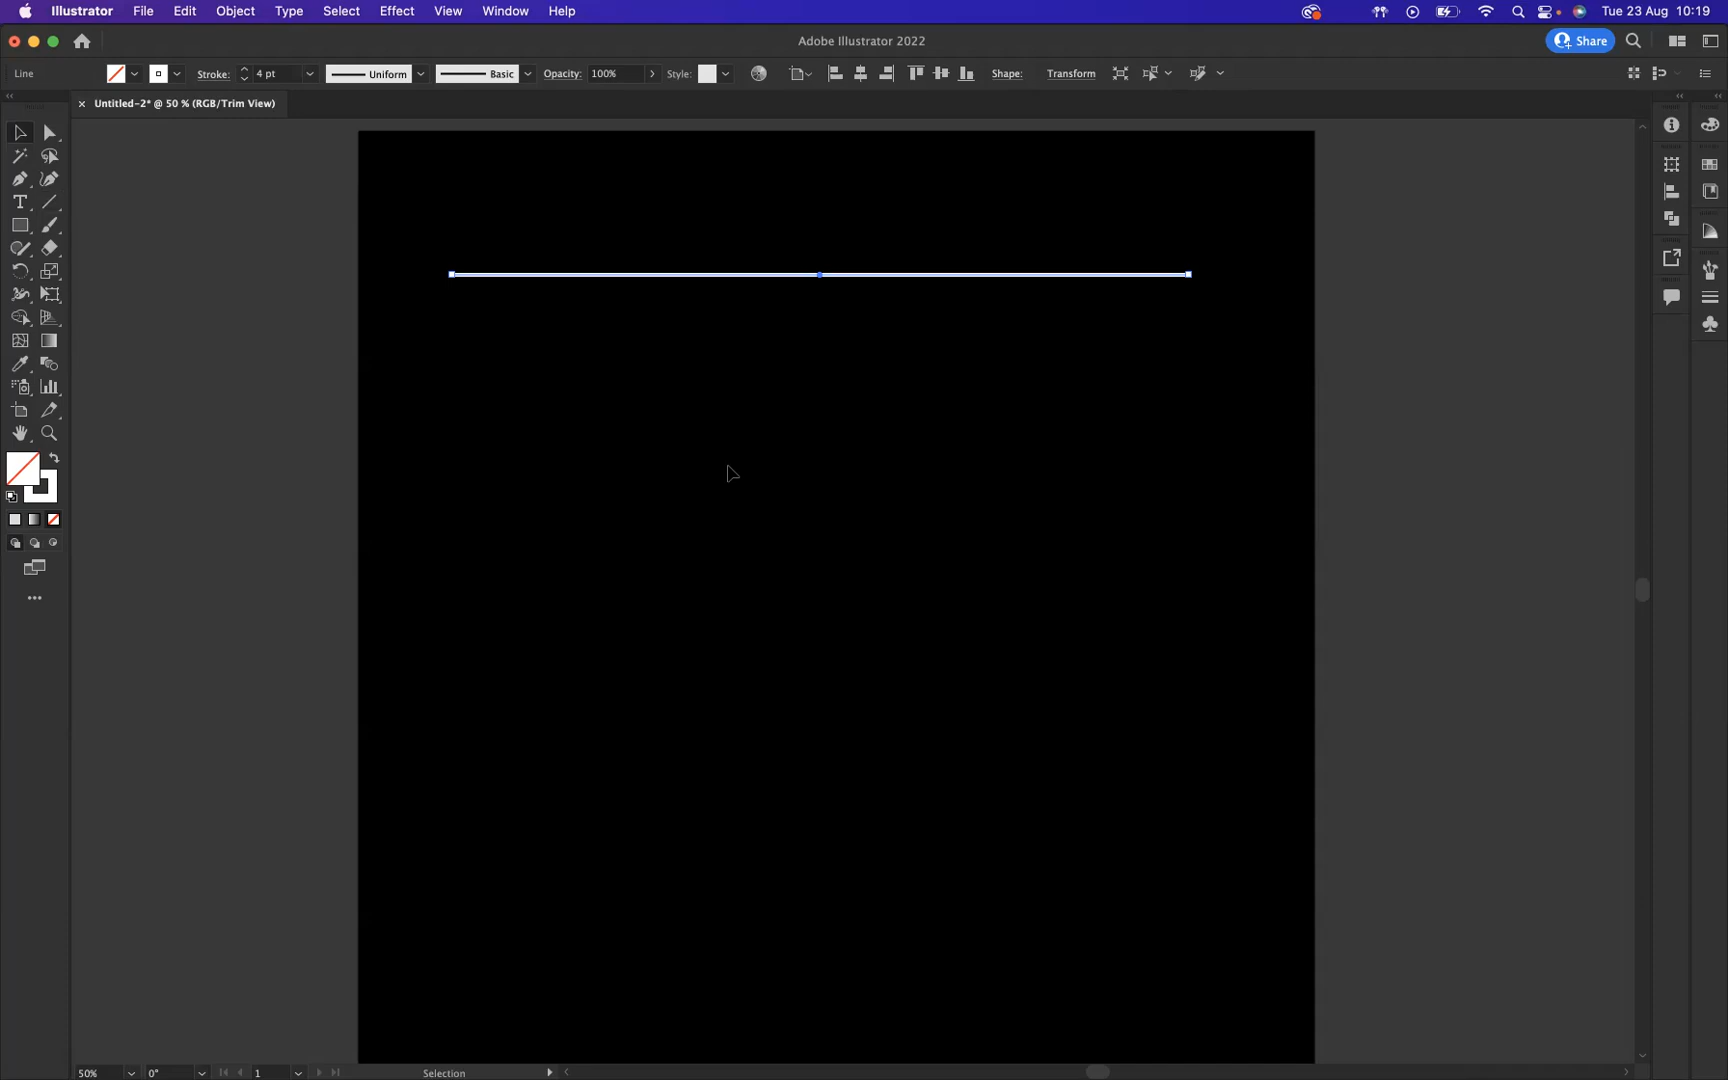 Illustrator File Edit Object Type Select Effect View Window Help Tue 23 Aug 10:19
Adobe Illustrator 2022 Share
Line Stroke: 4 pt Uniform Basic Opacity: 100% Style: Shape: Transform
× Untitled-2* @ 50 % (RGB/Trim View)
50% 0° 1 Selection